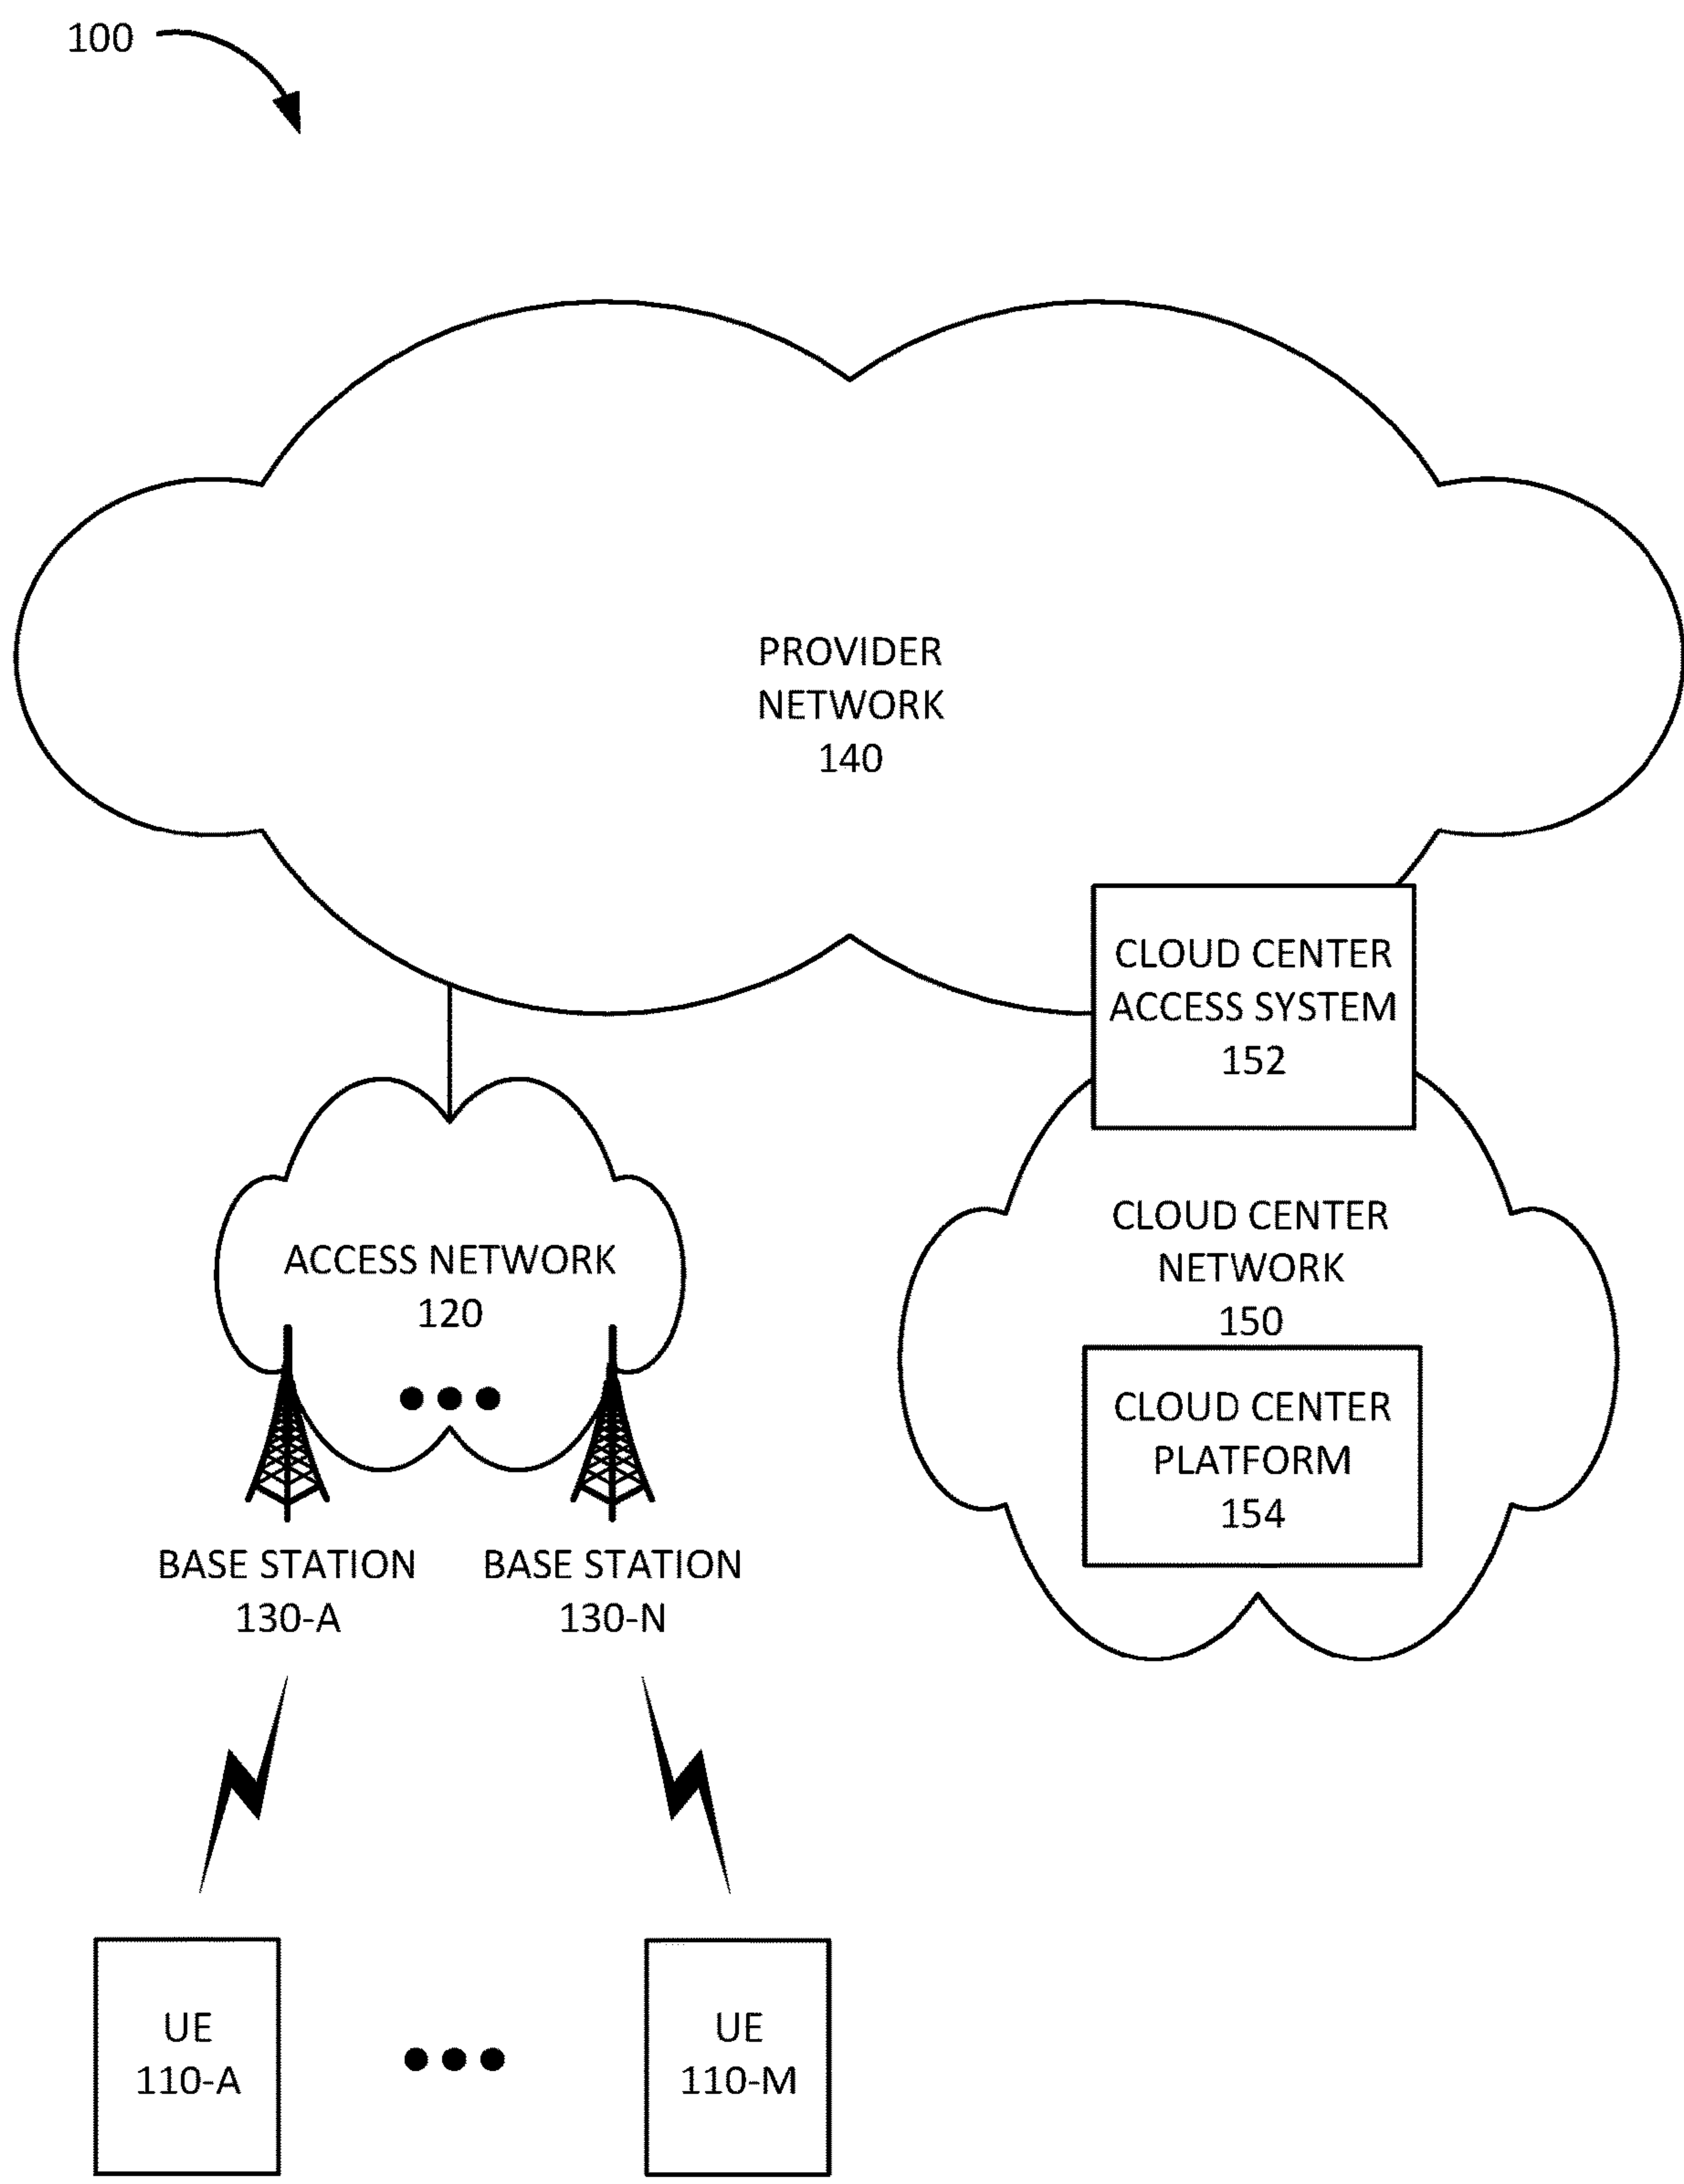 100
PROVIDER
NETWORK
140
CLOUD CENTER
ACCESS SYSTEM
152
ACCESS NETWORK
120
CLOUD CENTER
NETWORK
150
CLOUD CENTER
PLATFORM
154
BASE STATION
130-A
BASE STATION
130-N
UE
110-A
UE
110-M